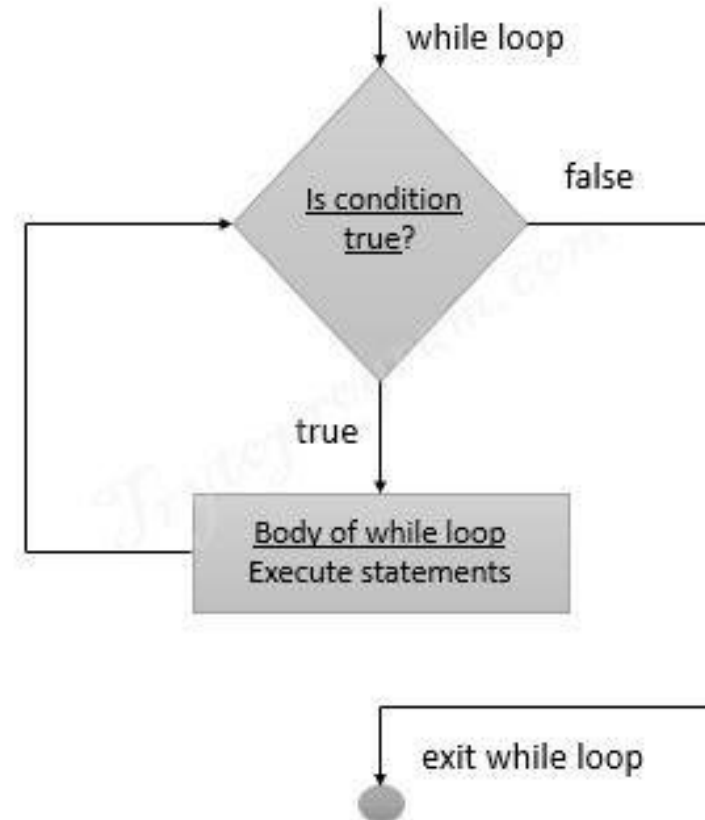 while loop
false
Is condition
true?
true
Body of while loop
Execute statements
exit while loop